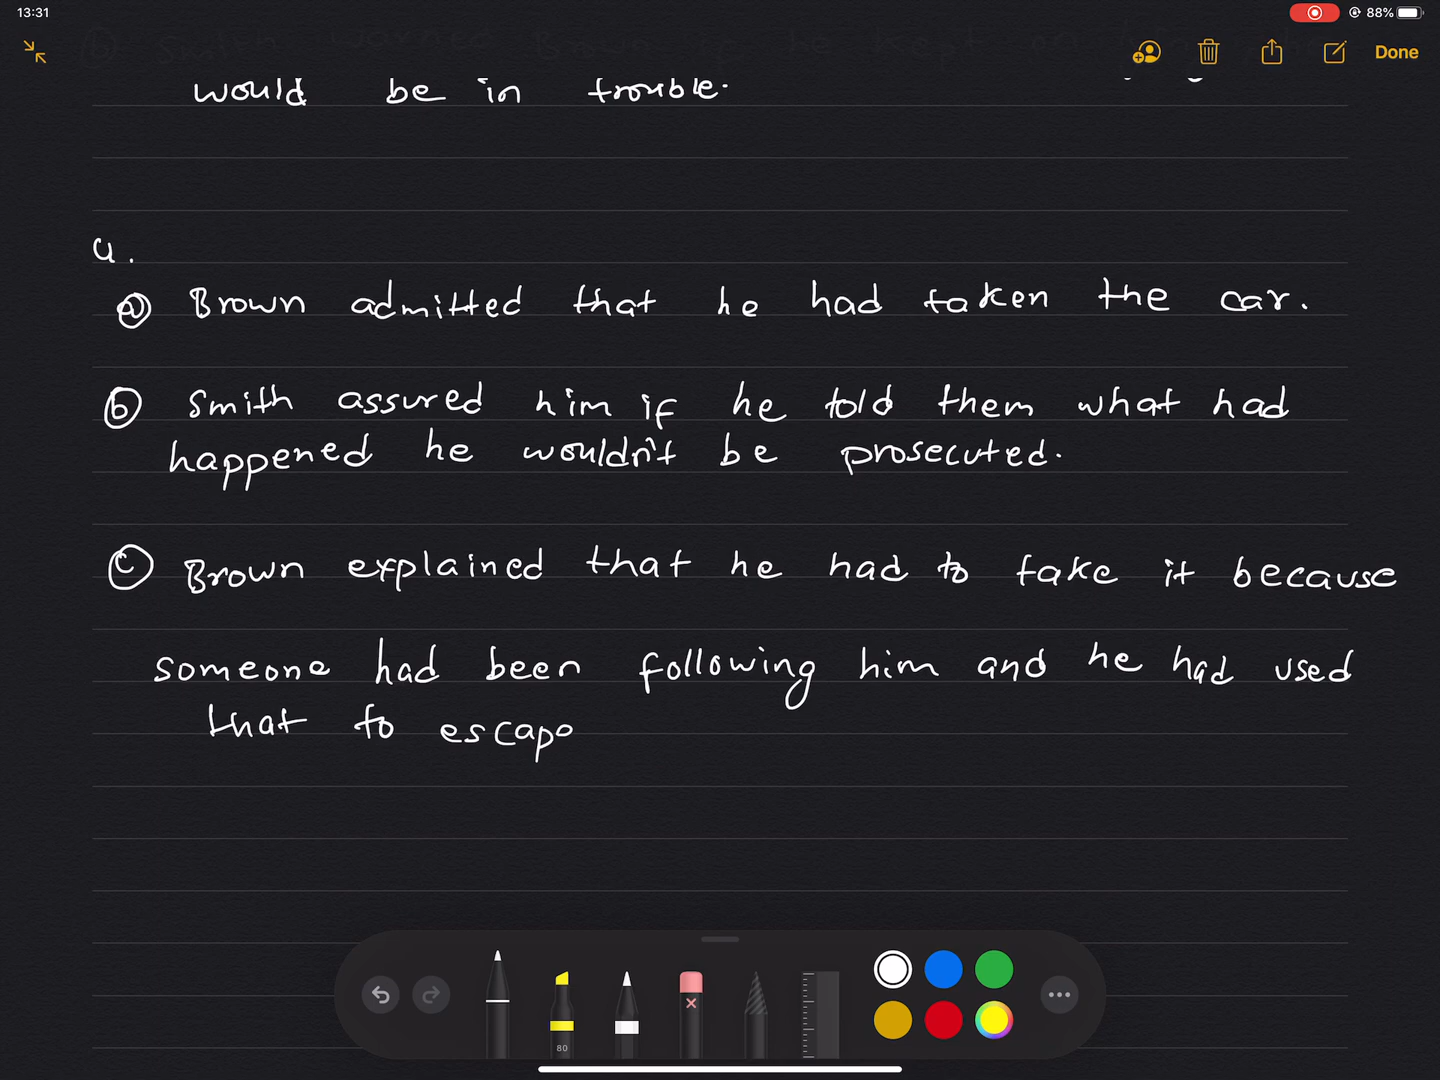 13:31
88%
Done
would be in trouble.
4.
a) Brown admitted that he had taken the car.
b) Smith assured him if he told them what had
happened he wouldn't be prosecuted.
c) Brown explained that he had to take it because
someone had been following him and he had used
that to escape
80